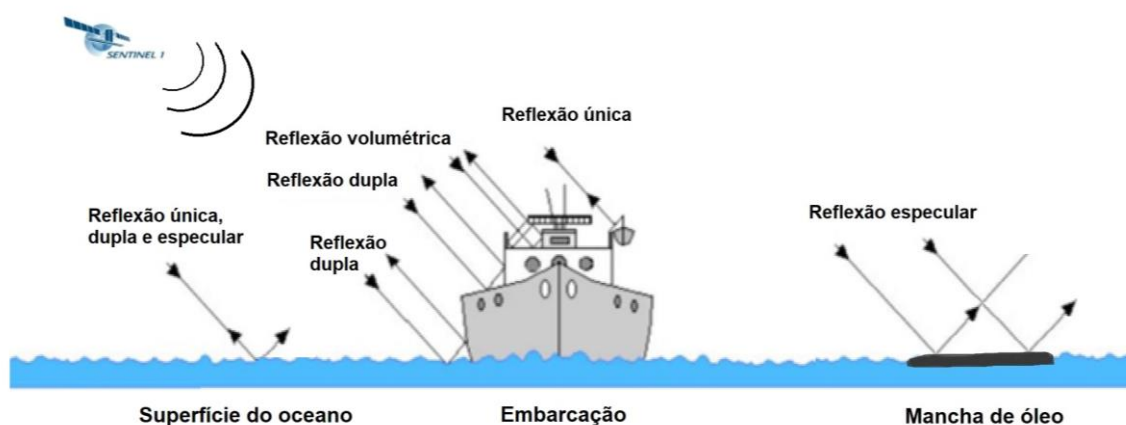 SENTINEL 1
Reflexão única
Reflexão volumétrica
Reflexão dupla
Reflexão única,
dupla e especular
Reflexão
dupla
Reflexão especular
Superfície do oceano
Embarcação
Mancha de óleo